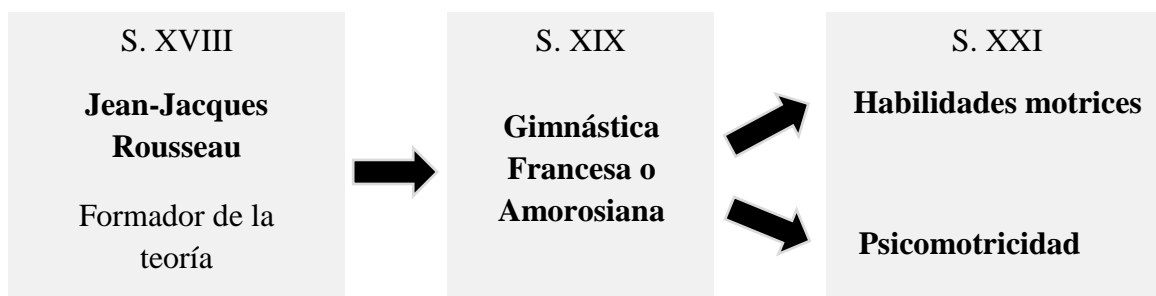 S. XVIII
Jean-Jacques
Rousseau
Formador de la
teoría
S. XIX
Gimnástica
Francesa o
Amorosiana
S. XXI
Habilidades motrices
Psicomotricidad